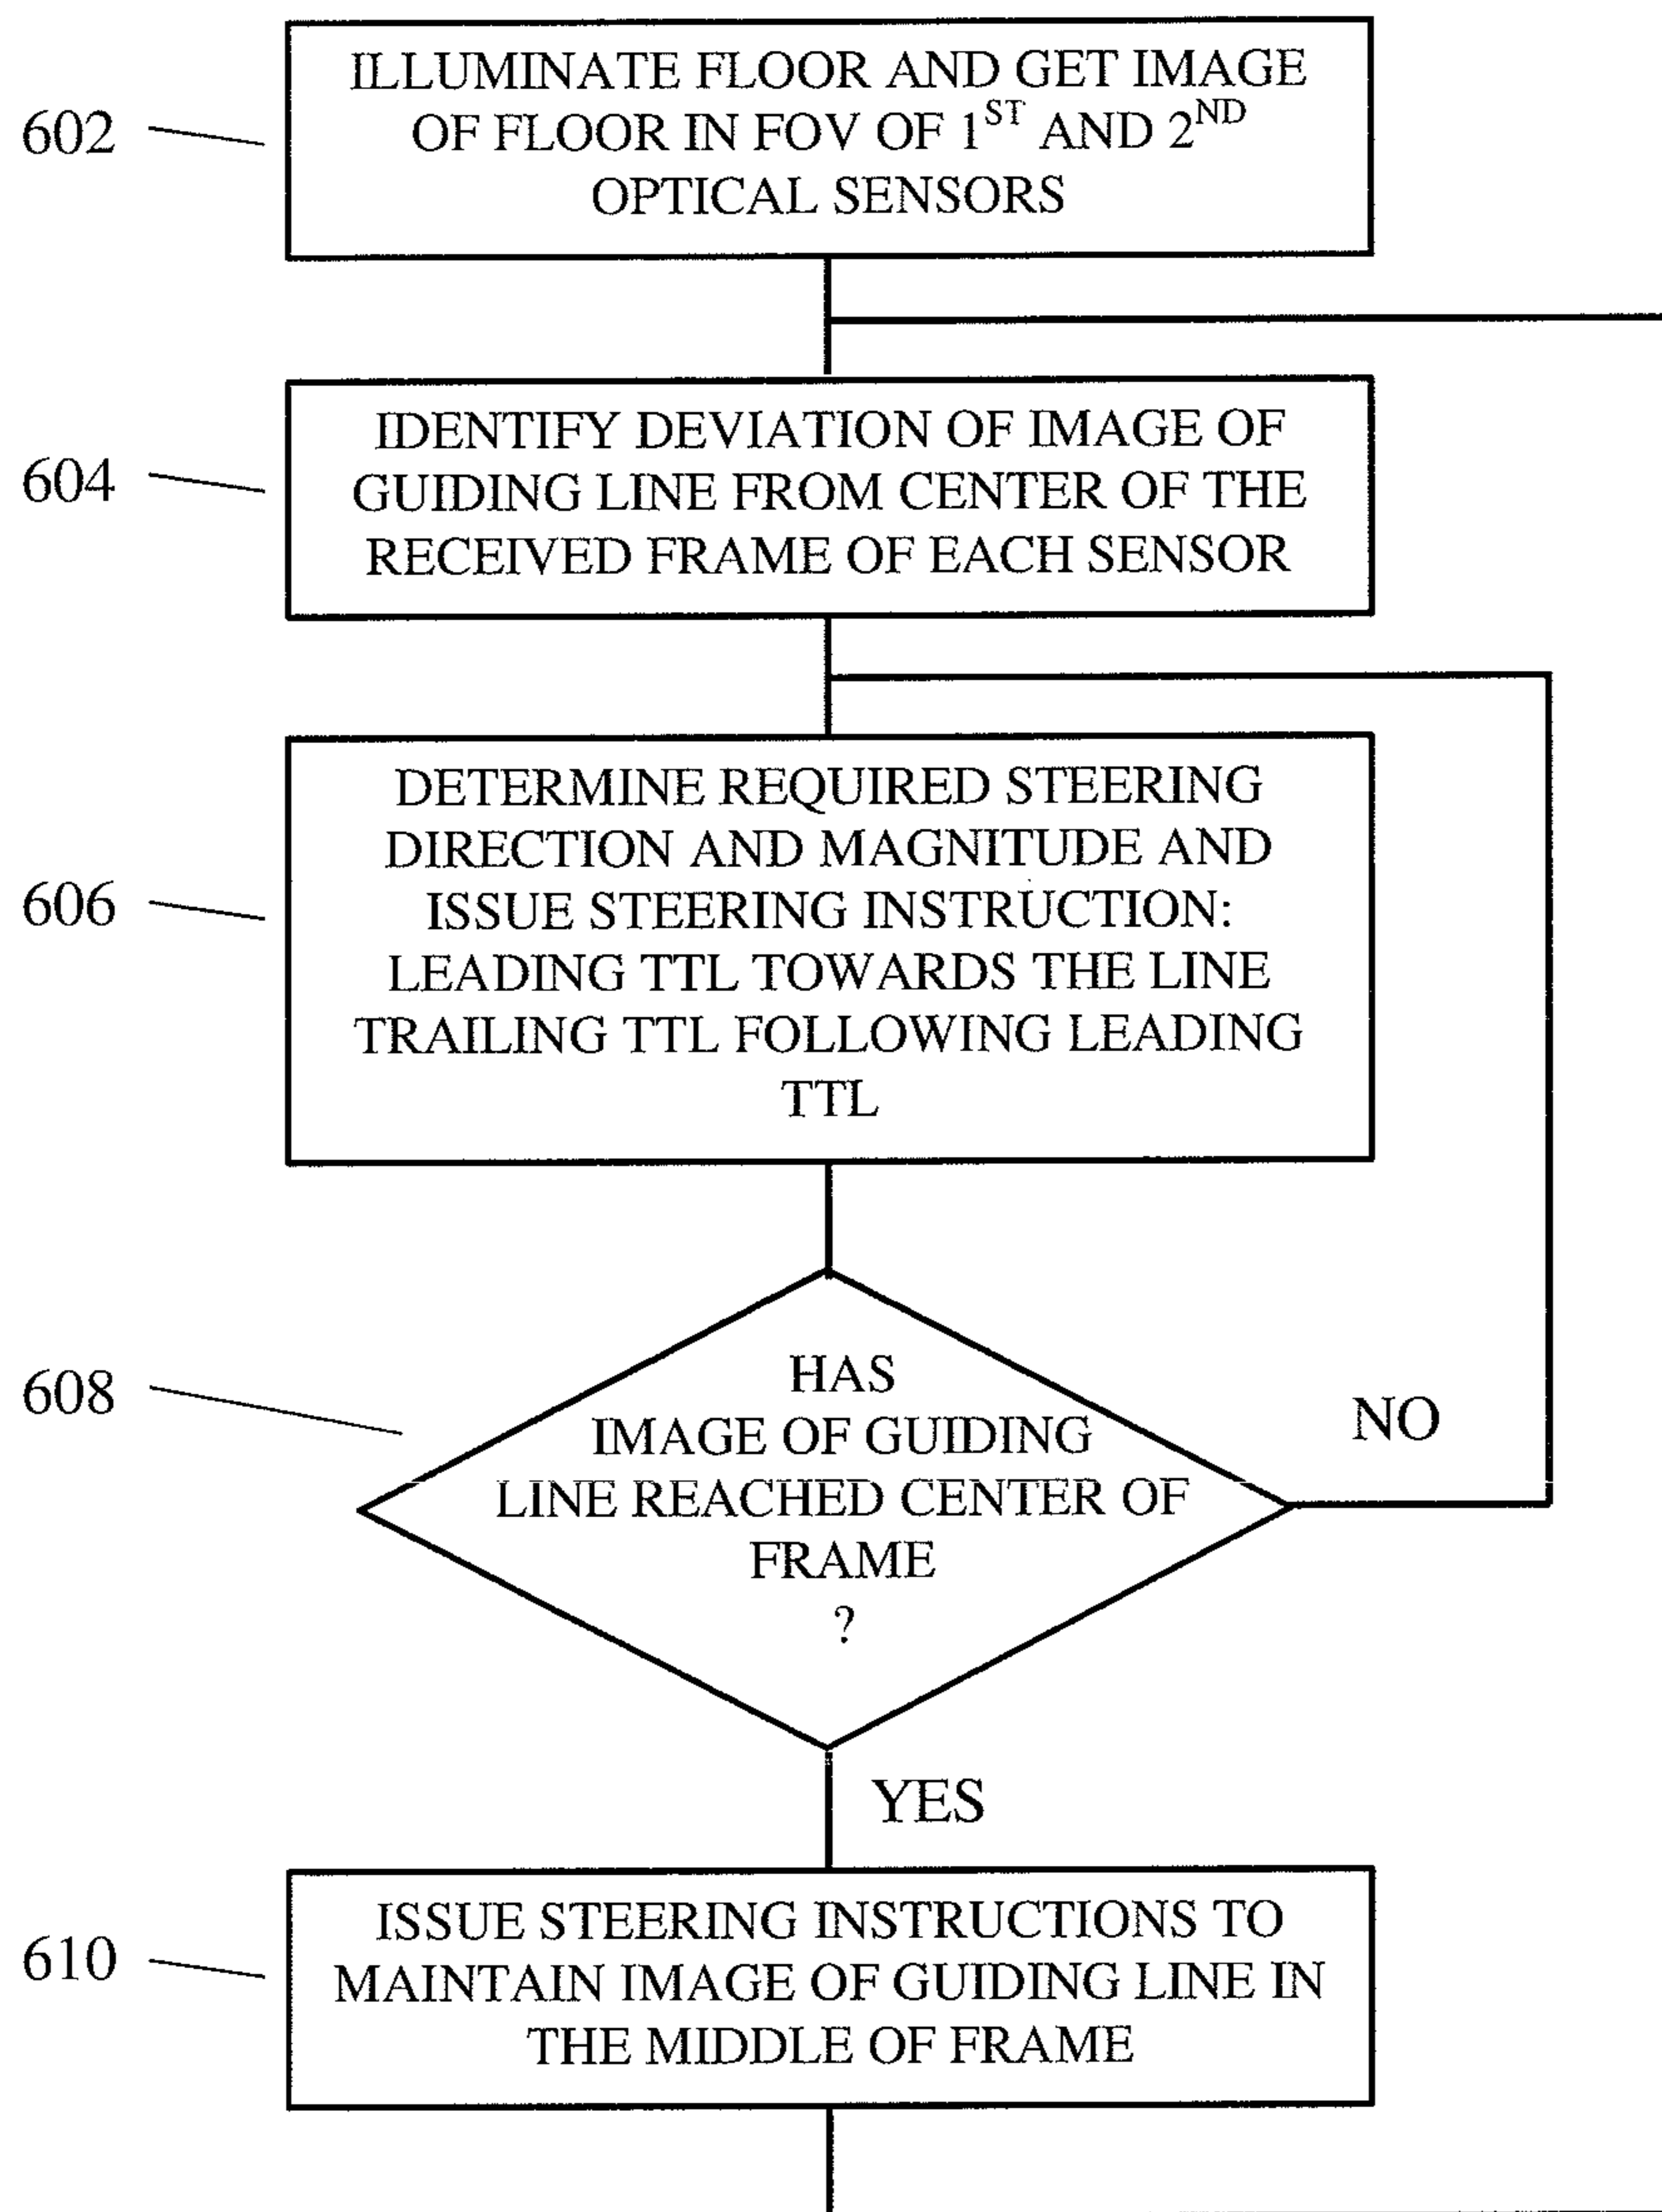 602
ILLUMINATE FLOOR AND GET IMAGE
OF FLOOR IN FOV OF 1ST AND 2ND
OPTICAL SENSORS
604
IDENTIFY DEVIATION OF IMAGE OF
GUIDING LINE FROM CENTER OF THE
RECEIVED FRAME OF EACH SENSOR
606
DETERMINE REQUIRED STEERING
DIRECTION AND MAGNITUDE AND
ISSUE STEERING INSTRUCTION:
LEADING TTL TOWARDS THE LINE
TRAILING TTL FOLLOWING LEADING
TTL
608
HAS
IMAGE OF GUIDING
LINE REACHED CENTER OF
FRAME
?
NO
YES
610
ISSUE STEERING INSTRUCTIONS TO
MAINTAIN IMAGE OF GUIDING LINE IN
THE MIDDLE OF FRAME